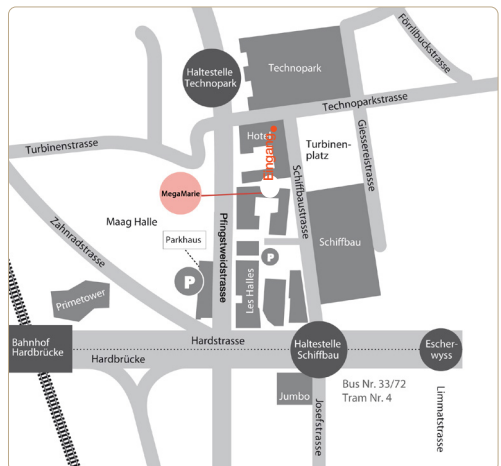 Förrlibuckstrasse
Haltestelle
Technopark
Technopark
Technoparkstrasse
Turbinenstrasse
Hotel
Eingang
Turbinen-
platz
Giessereistrasse
MegaMarie
Schiffbaustrasse
Maag Halle
Zahnradstrasse
Pfingstweidstrasse
Parkhaus
Schiffbau
P
P
Les Halles
Primetower
Bahnhof
Hardbrücke
Hardstrasse
Hardbrücke
Haltestelle
Schiffbau
Escher-
wyss
Jumbo
Josefstrasse
Bus Nr. 33/72
Tram Nr. 4
Limmatstrasse